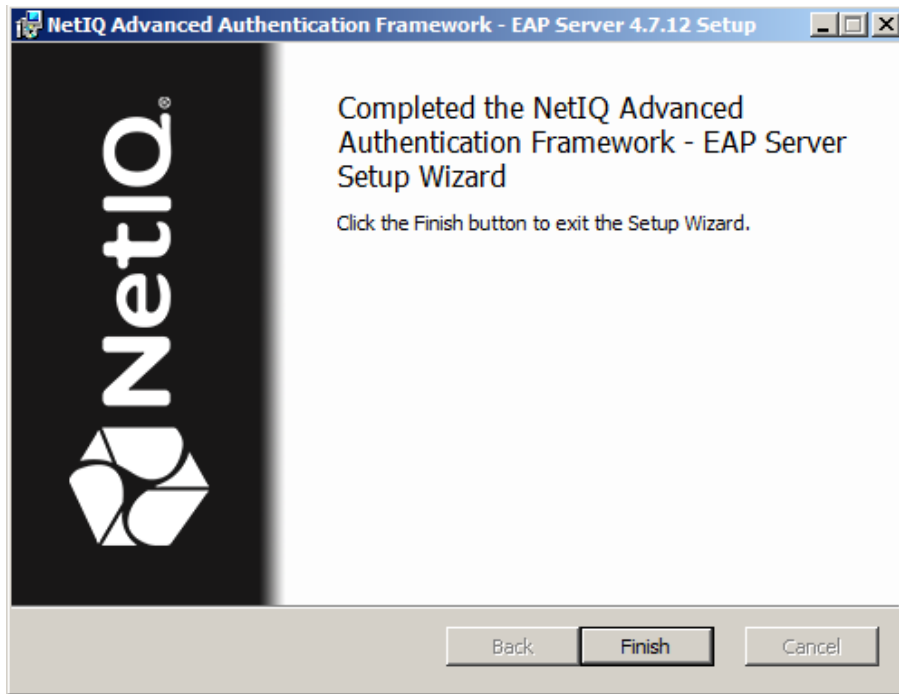 NetIQ Advanced Authentication Framework - EAP Server 4.7.12 Setup
NetIQ®
Completed the NetIQ Advanced
Authentication Framework - EAP Server
Setup Wizard
Click the Finish button to exit the Setup Wizard.
Back
Finish
Cancel